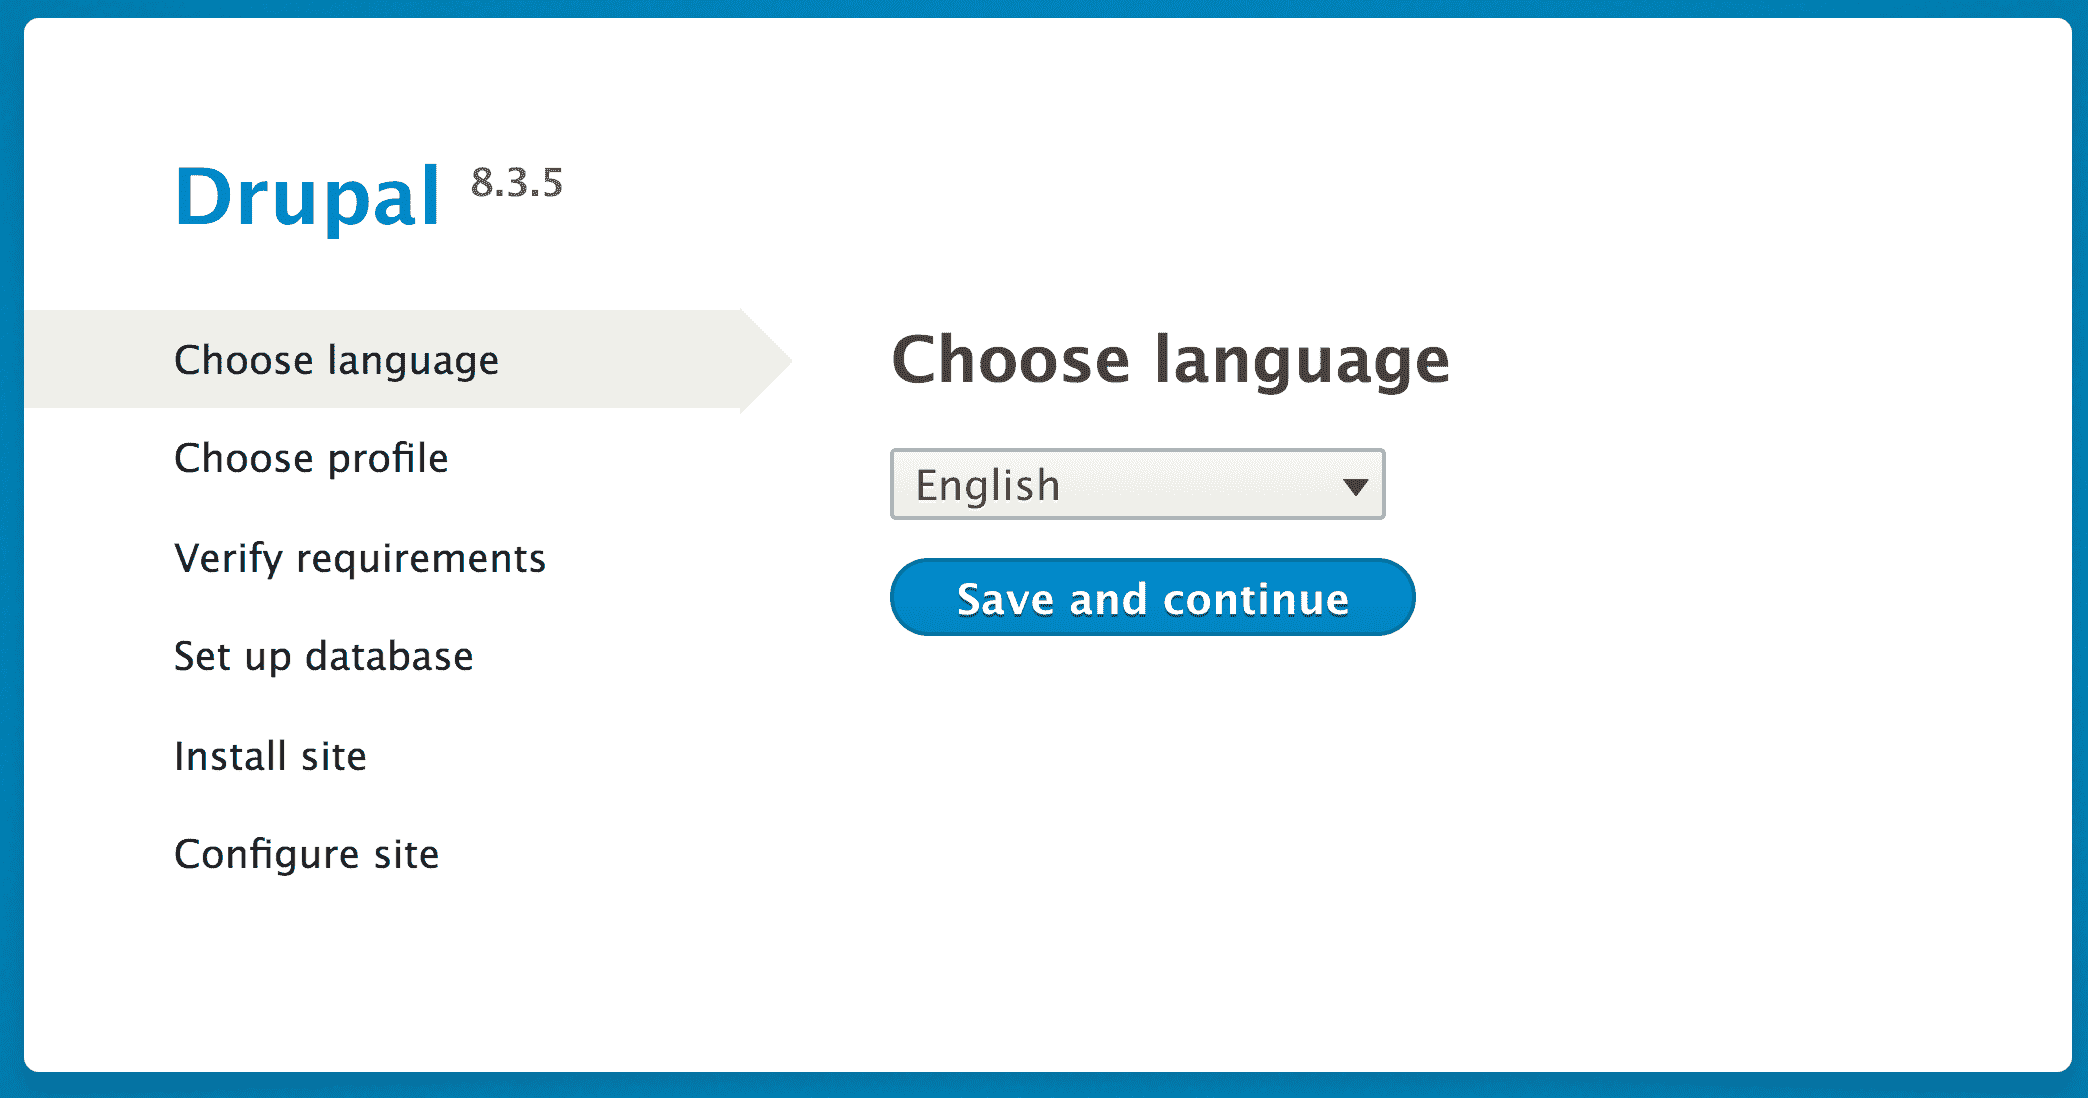 Drupal 8.3.5
Choose language
Choose profile
Verify requirements
Set up database
Install site
Configure site
Choose language
English
Save and continue